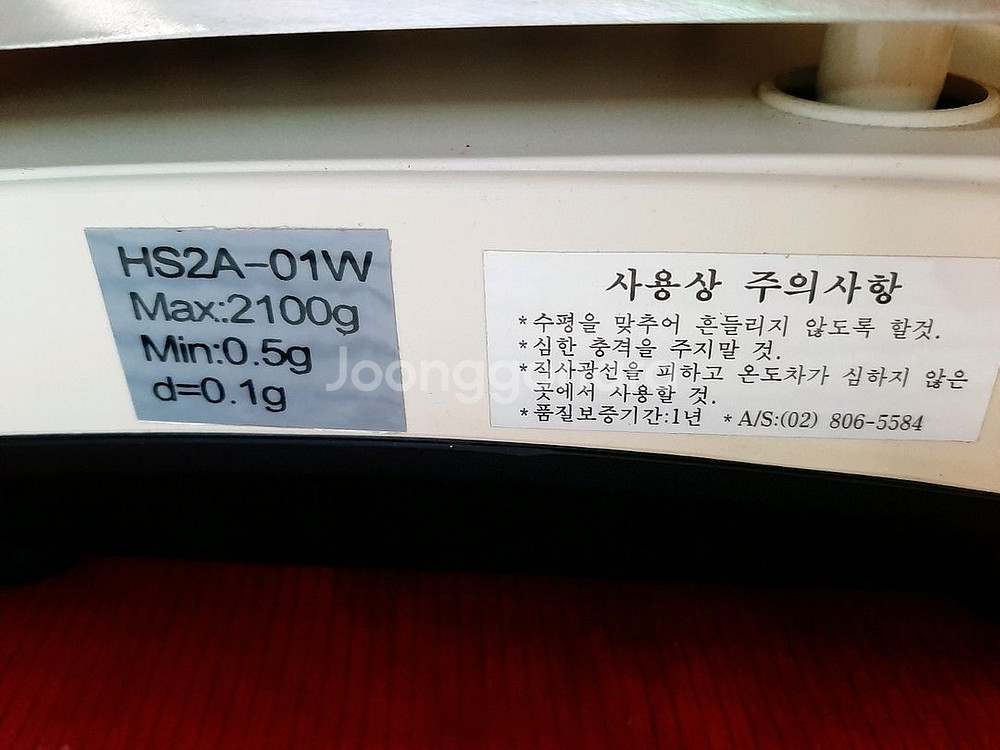 HS2A-01W
Max:2100g
Min:0.5g
d=0.1g
사용상 주의사항
*수평을 맞추어 흔들리지 않도록 할것.
*심한 충격을 주지말 것.
*직사광선을 피하고 온도차가 심하지 않은
곳에서 사용할 것.
*품질보증기간:1년 *A/S:(02) 806-5584